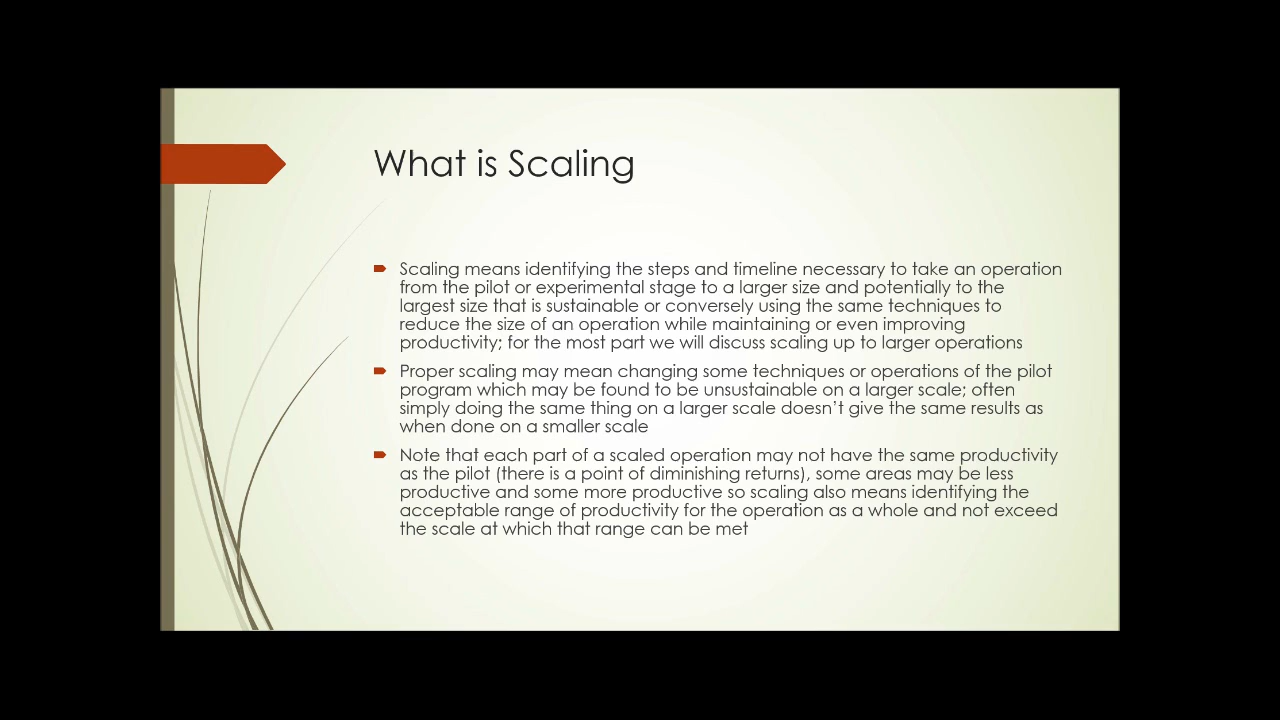 What is Scaling
Scaling means identifying the steps and timeline necessary to take an operation
from the pilot or experimental stage to a larger size and potentially to the
largest size that is sustainable or conversely using the same techniques to
reduce the size of an operation while maintaining or even improving
productivity; for the most part we will discuss scaling up to larger operations
Proper scaling may mean changing some techniques or operations of the pilot
program which may be found to be unsustainable on a larger scale; often
simply doing the same thing on a larger scale doesn’t give the same results as
when done on a smaller scale
Note that each part of a scaled operation may not have the same productivity
as the pilot (there is a point of diminishing returns), some areas may be less
productive and some more productive so scaling also means identifying the
acceptable range of productivity for the operation as a whole and not exceed
the scale at which that range can be met